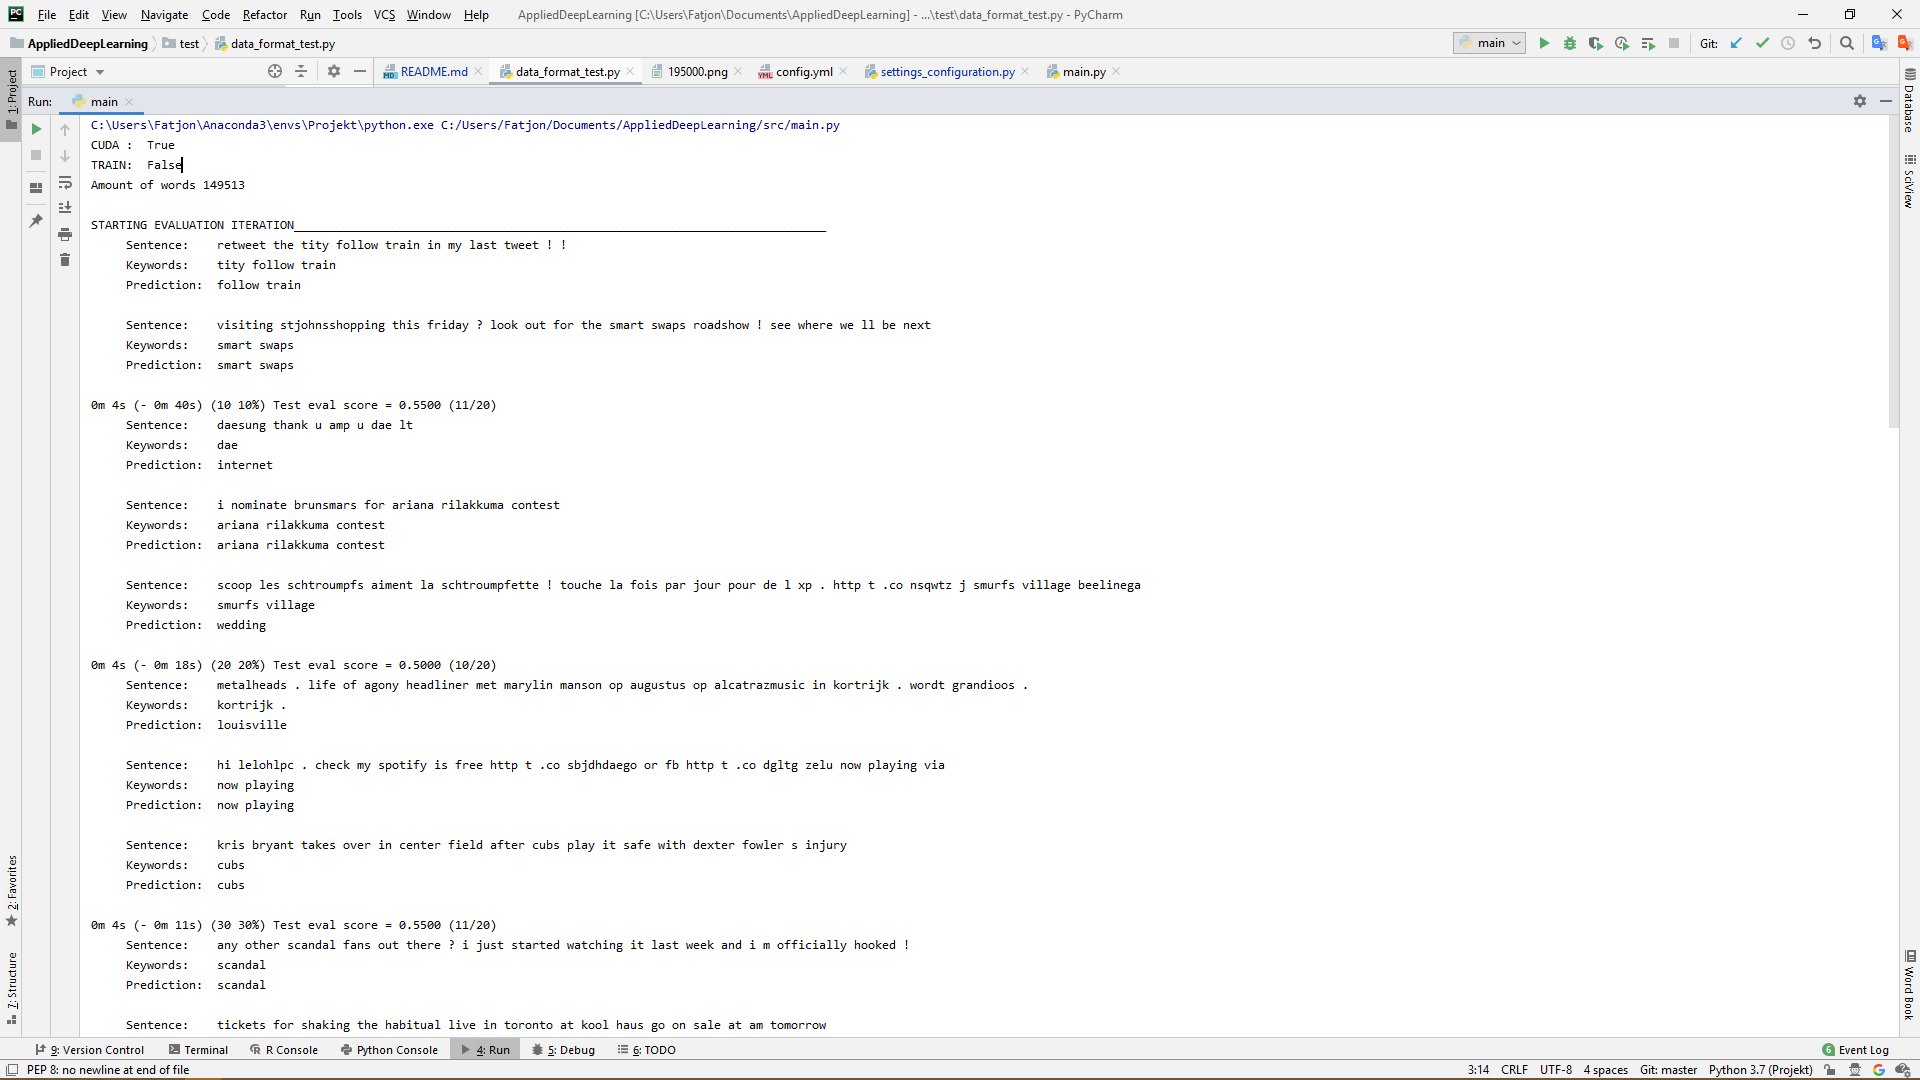 PC File Edit View Navigate Code Refactor Run Tools VCS Window Help AppliedDeepLearning [C:\Users\Fatjon\Documents\AppliedDeepLearning] - ...\test\data_format_test.py - PyCharm
AppliedDeepLearning test data_format_test.py main Git:
Project README.md data_format_test.py 195000.png config.yml settings_configuration.py main.py
1: Project
Run: main
C:\Users\Fatjon\Anaconda3\envs\Projekt\python.exe C:/Users/Fatjon/Documents/AppliedDeepLearning/src/main.py
CUDA : True
TRAIN: False
Amount of words 149513
STARTING EVALUATION ITERATION____________________________________________________________________________
Sentence: retweet the tity follow train in my last tweet ! !
Keywords: tity follow train
Prediction: follow train
Sentence: visiting stjohnsshopping this friday ? look out for the smart swaps roadshow ! see where we ll be next
Keywords: smart swaps
Prediction: smart swaps
0m 4s (- 0m 40s) (10 10%) Test eval score = 0.5500 (11/20)
Sentence: daesung thank u amp u dae lt
Keywords: dae
Prediction: internet
Sentence: i nominate brunsmars for ariana rilakkuma contest
Keywords: ariana rilakkuma contest
Prediction: ariana rilakkuma contest
Sentence: scoop les schtroumpfs aiment la schtroumpfette ! touche la fois par jour pour de l xp . http t .co nsqwtz j smurfs village beelinega
Keywords: smurfs village
Prediction: wedding
0m 4s (- 0m 18s) (20 20%) Test eval score = 0.5000 (10/20)
Sentence: metalheads . life of agony headliner met marylin manson op augustus op alcatrazmusic in kortrijk . wordt grandioos .
Keywords: kortrijk .
Prediction: louisville
Sentence: hi lelohlpc . check my spotify is free http t .co sbjdhdaego or fb http t .co dgltg zelu now playing via
Keywords: now playing
Prediction: now playing
Sentence: kris bryant takes over in center field after cubs play it safe with dexter fowler s injury
Keywords: cubs
Prediction: cubs
0m 4s (- 0m 11s) (30 30%) Test eval score = 0.5500 (11/20)
Sentence: any other scandal fans out there ? i just started watching it last week and i m officially hooked !
Keywords: scandal
Prediction: scandal
Sentence: tickets for shaking the habitual live in toronto at kool haus go on sale at am tomorrow
2: Favorites
7: Structure
Database
SciView
Word Book
9: Version Control Terminal R Console Python Console 4: Run 5: Debug 6: TODO 6 Event Log
PEP 8: no newline at end of file 3:14 CRLF UTF-8 4 spaces Git: master Python 3.7 (Projekt)